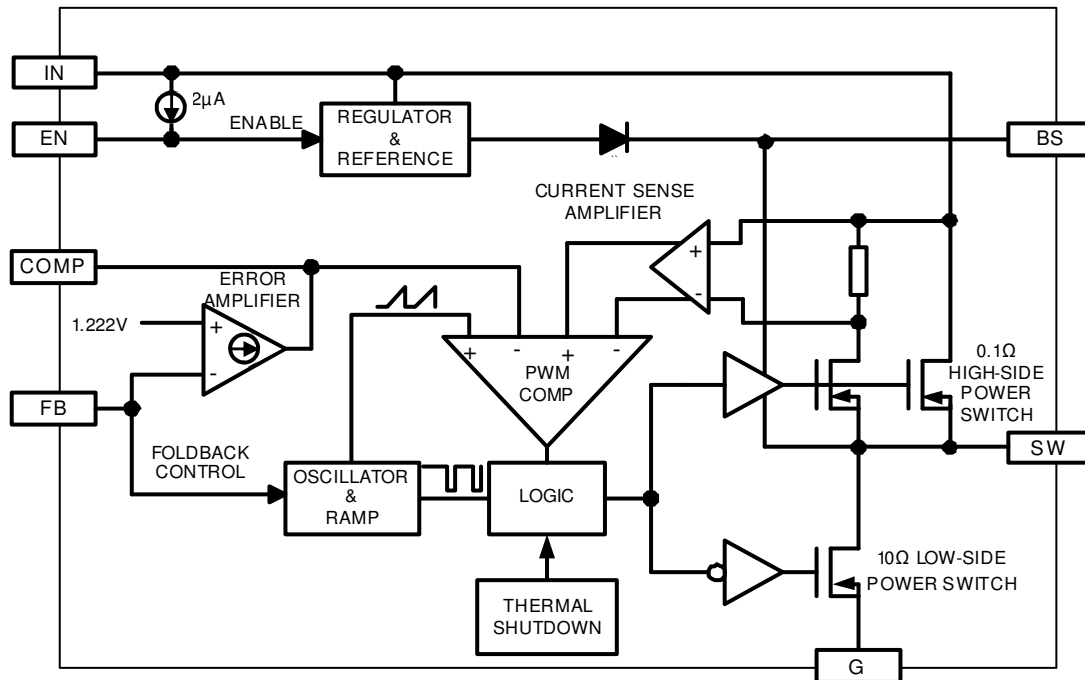 IN
2µA
EN
ENABLE
REGULATOR
&
REFERENCE
BS
CURRENT SENSE
AMPLIFIER
COMP
ERROR
AMPLIFIER
+
-
1.222V
+
-
+
-
+
-
PWM
COMP
0.1Ω
HIGH-SIDE
POWER
SWITCH
FB
SW
FOLDBACK
CONTROL
OSCILLATOR
&
RAMP
LOGIC
10Ω LOW-SIDE
POWER SWITCH
THERMAL
SHUTDOWN
G